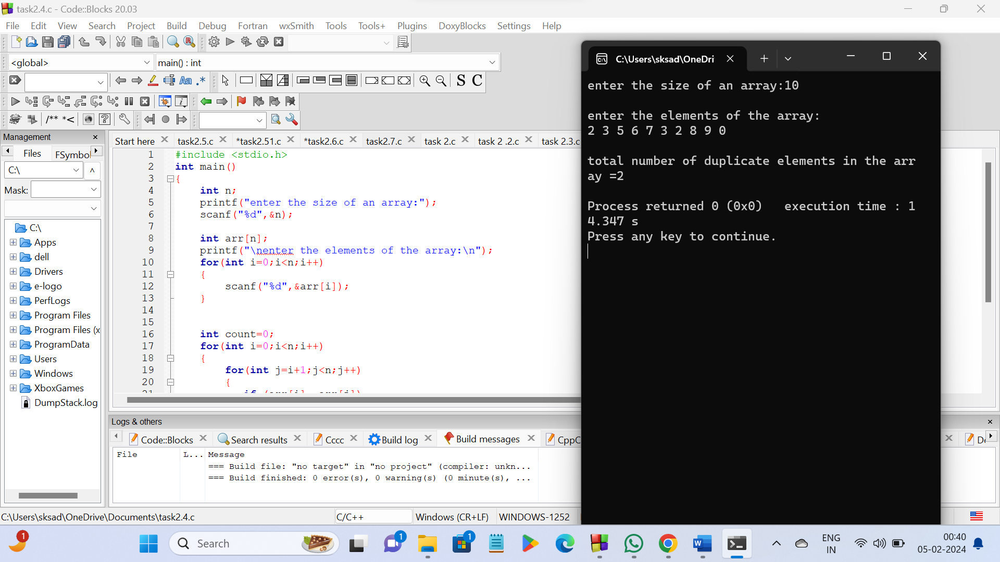 task2.4.c - Code::Blocks 20.03
File Edit View Search Project Build Debug Fortran wxSmith Tools Tools+ Plugins DoxyBlocks Settings Help
<global> main() : int
Aa .* S C
/** *<
Management
Files FSymbol
C:\
Mask:
C:\
Apps
dell
Drivers
e-logo
PerfLogs
Program Files
Program Files (x
ProgramData
Users
Windows
XboxGames
DumpStack.log
Start here task2.5.c *task2.51.c *task2.6.c task2.7.c task 2.c task 2 .2.c task 2.3.c
1 #include <stdio.h>
2 int main()
3 {
4 int n;
5 printf("enter the size of an array:");
6 scanf("%d",&n);
7
8 int arr[n];
9 printf("\nenter the elements of the array:\n");
10 for(int i=0;i<n;i++)
11 {
12 scanf("%d",&arr[i]);
13 }
14
15
16 int count=0;
17 for(int i=0;i<n;i++)
18 {
19 for(int j=i+1;j<n;j++)
20 {
C:\Users\sksad\OneDri
enter the size of an array:10
enter the elements of the array:
2 3 5 6 7 3 2 8 9 0
total number of duplicate elements in the arr
ay =2
Process returned 0 (0x0) execution time : 1
4.347 s
Press any key to continue.
Logs & others
Code::Blocks Search results Cccc Build log Build messages CppC
File L... Message
=== Build file: "no target" in "no project" (compiler: unkn...
=== Build finished: 0 error(s), 0 warning(s) (0 minute(s), ...
C:\Users\sksad\OneDrive\Documents\task2.4.c C/C++ Windows (CR+LF) WINDOWS-1252
1 Search 1 1
ENG
IN
00:40
05-02-2024